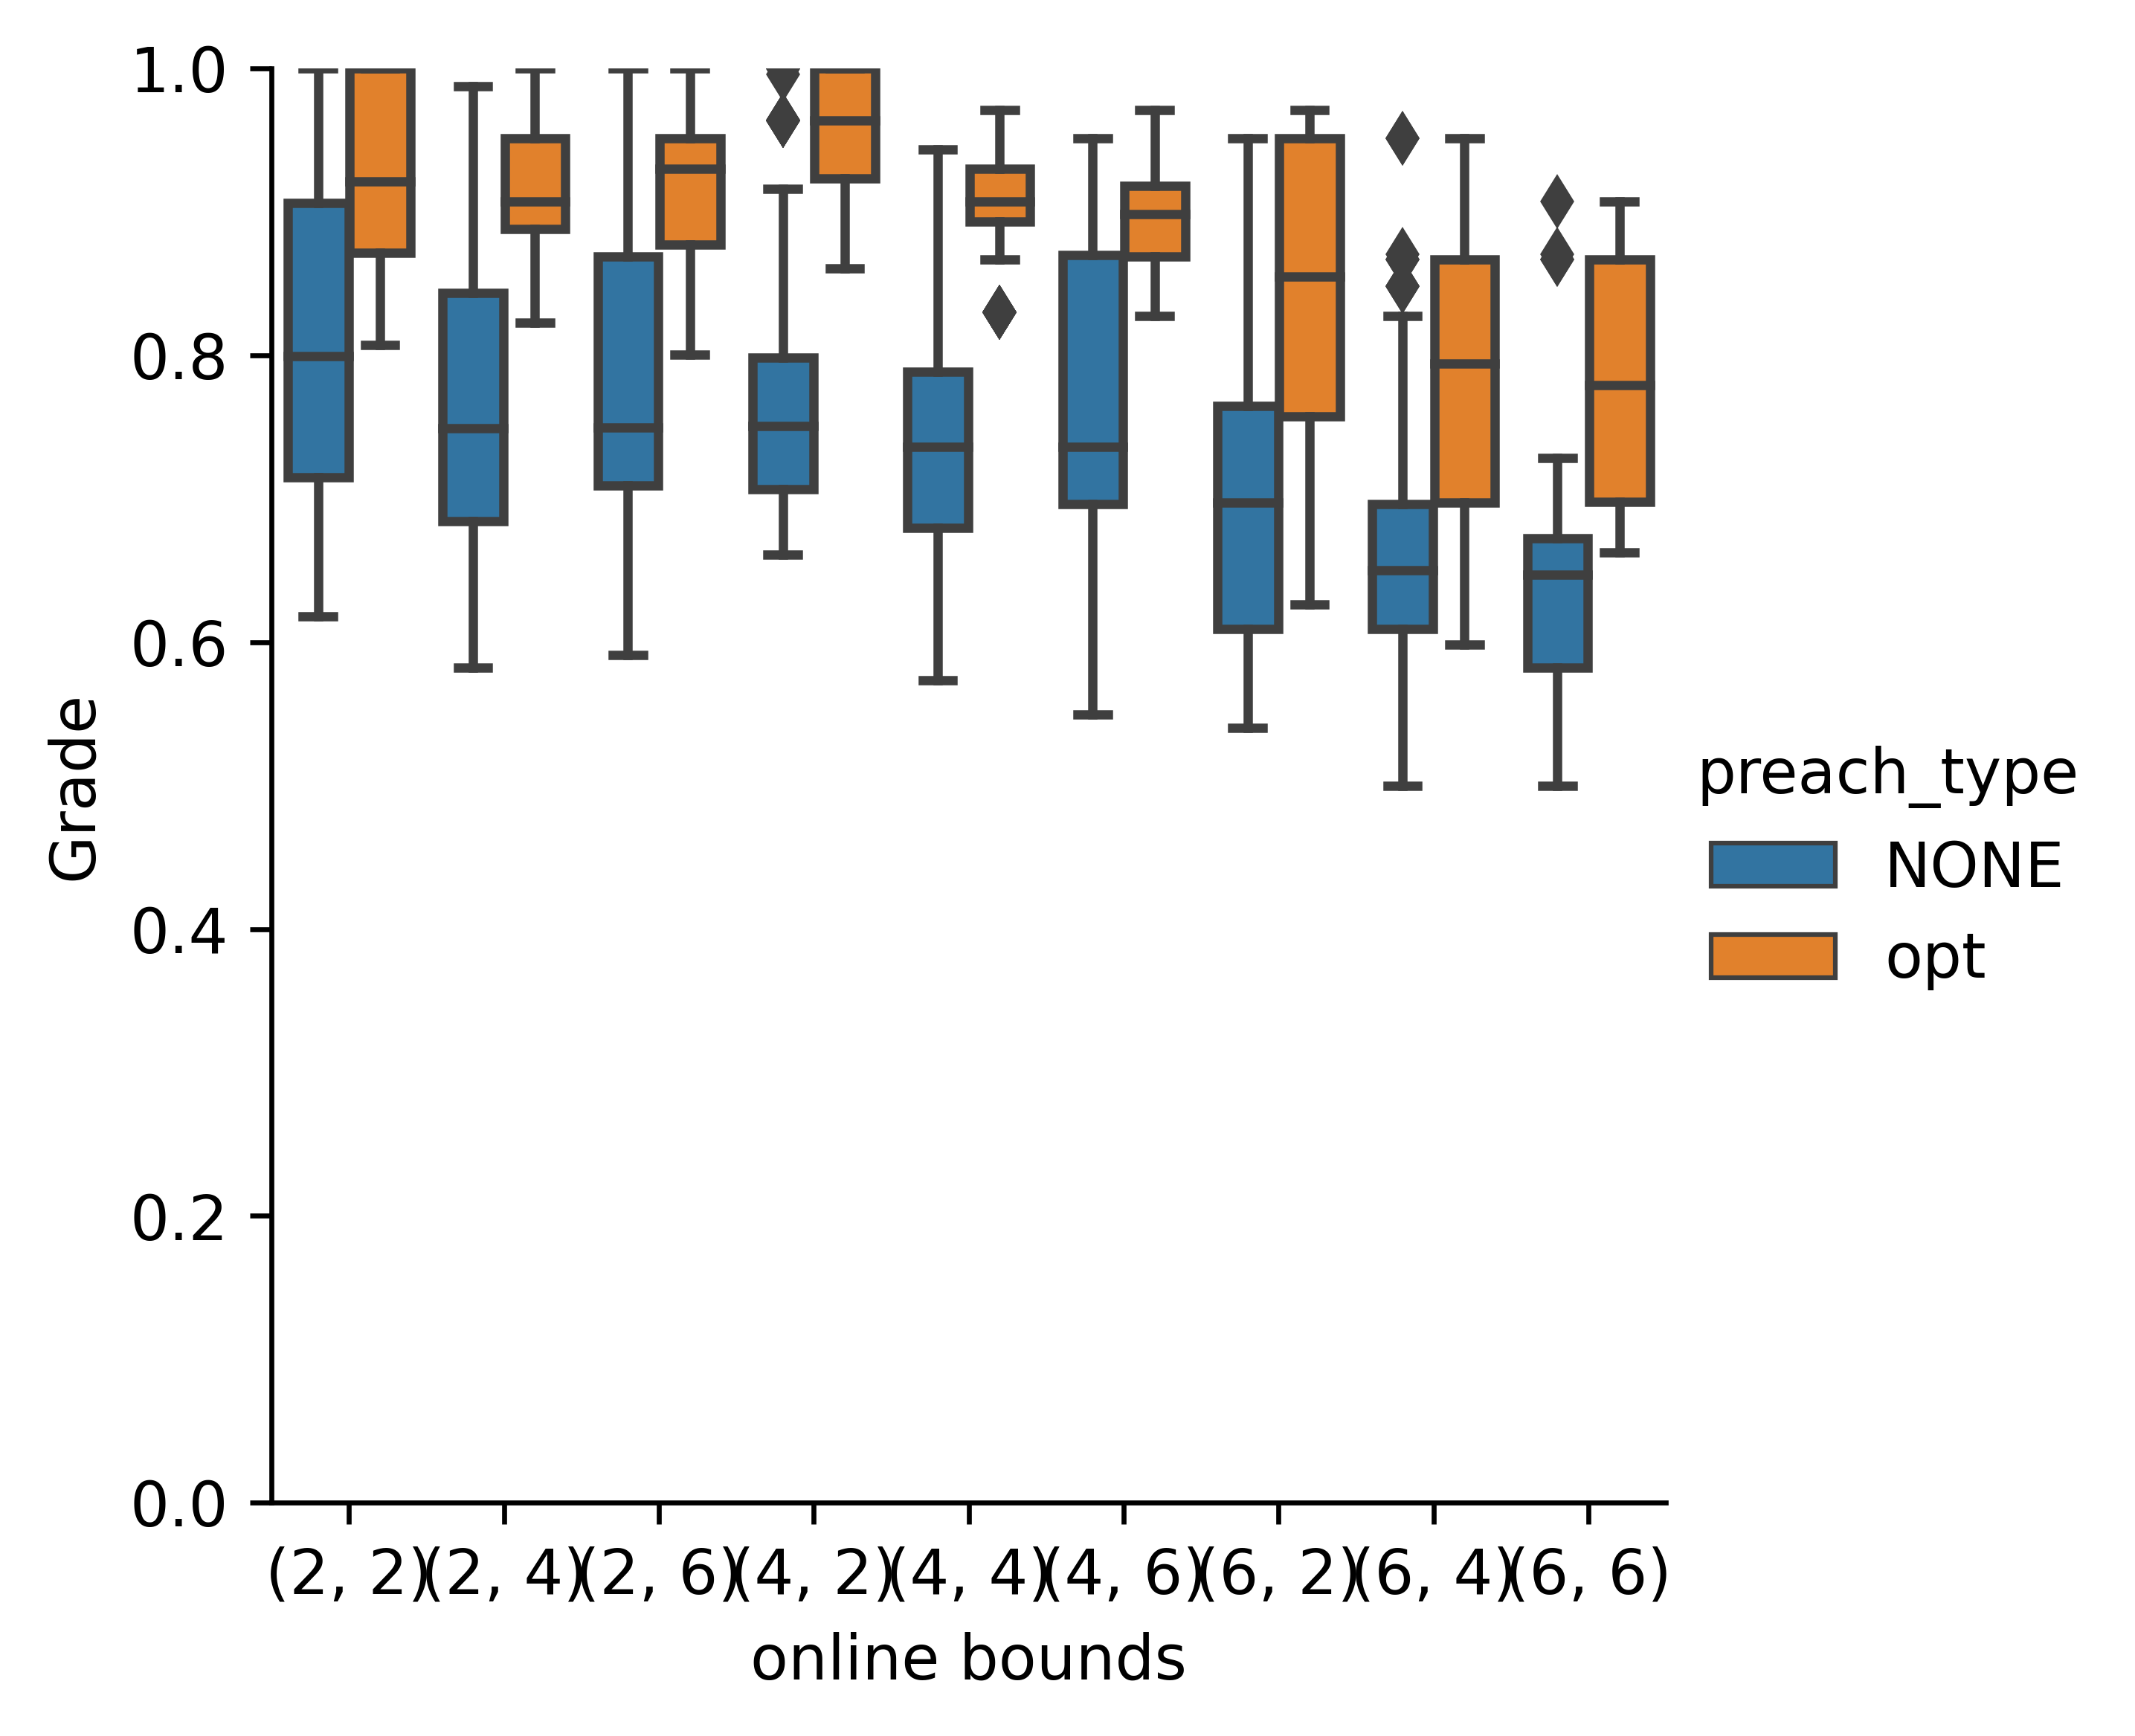 1.0
0.8
0.6
0.4
0.2
0.0
Grade
(2, 2)(2, 4)(2, 6)(4, 2)(4, 4)(4, 6)(6, 2)(6, 4)(6, 6)
online bounds
preach_type
NONE
opt